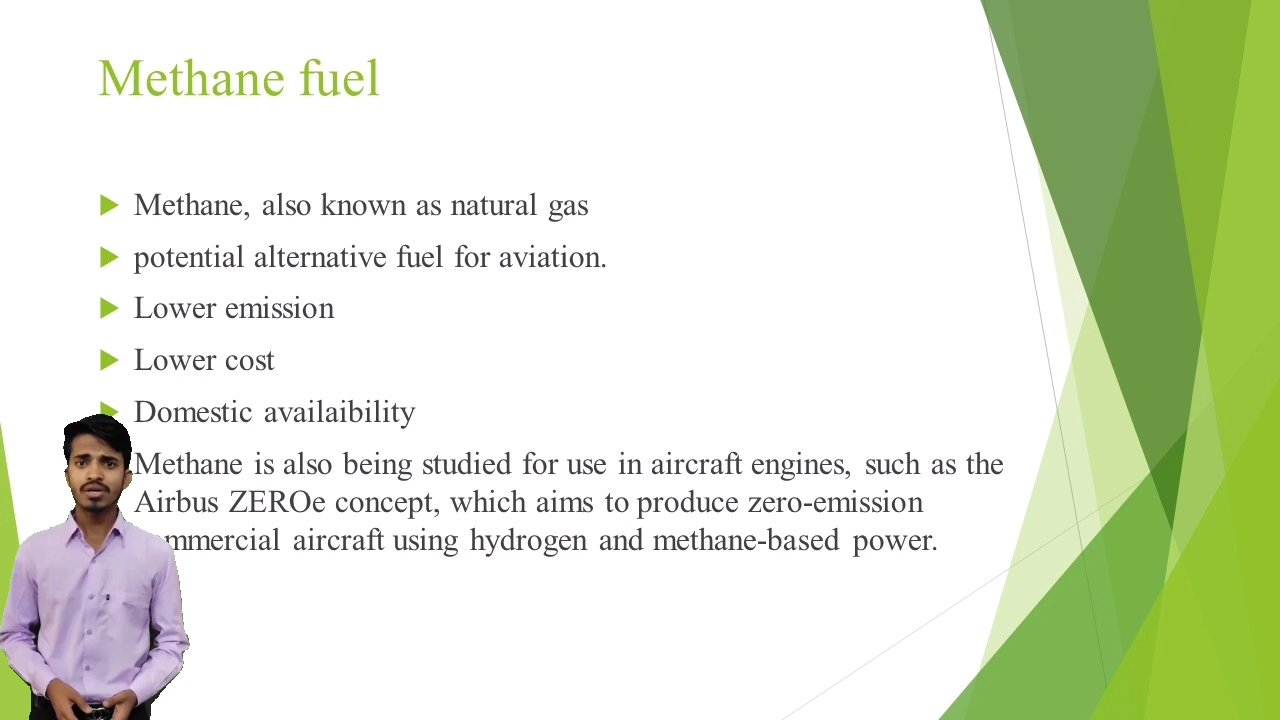 Methane fuel
Methane, also known as natural gas
potential alternative fuel for aviation.
Lower emission
Lower cost
Domestic availaibility
Methane is also being studied for use in aircraft engines, such as the
Airbus ZEROe concept, which aims to produce zero-emission
commercial aircraft using hydrogen and methane-based power.